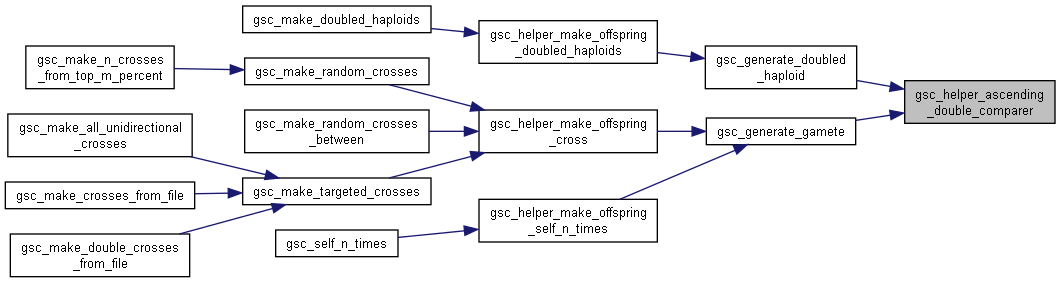 gsc_make_doubled_haploids
gsc_helper_make_offspring
_doubled_haploids
gsc_generate_doubled
_haploid
gsc_make_n_crosses
_from_top_m_percent
gsc_make_random_crosses
gsc_helper_ascending
_double_comparer
gsc_make_all_unidirectional
_crosses
gsc_make_random_crosses
_between
gsc_helper_make_offspring
_cross
gsc_generate_gamete
gsc_make_crosses_from_file
gsc_make_targeted_crosses
gsc_make_double_crosses
_from_file
gsc_self_n_times
gsc_helper_make_offspring
_self_n_times